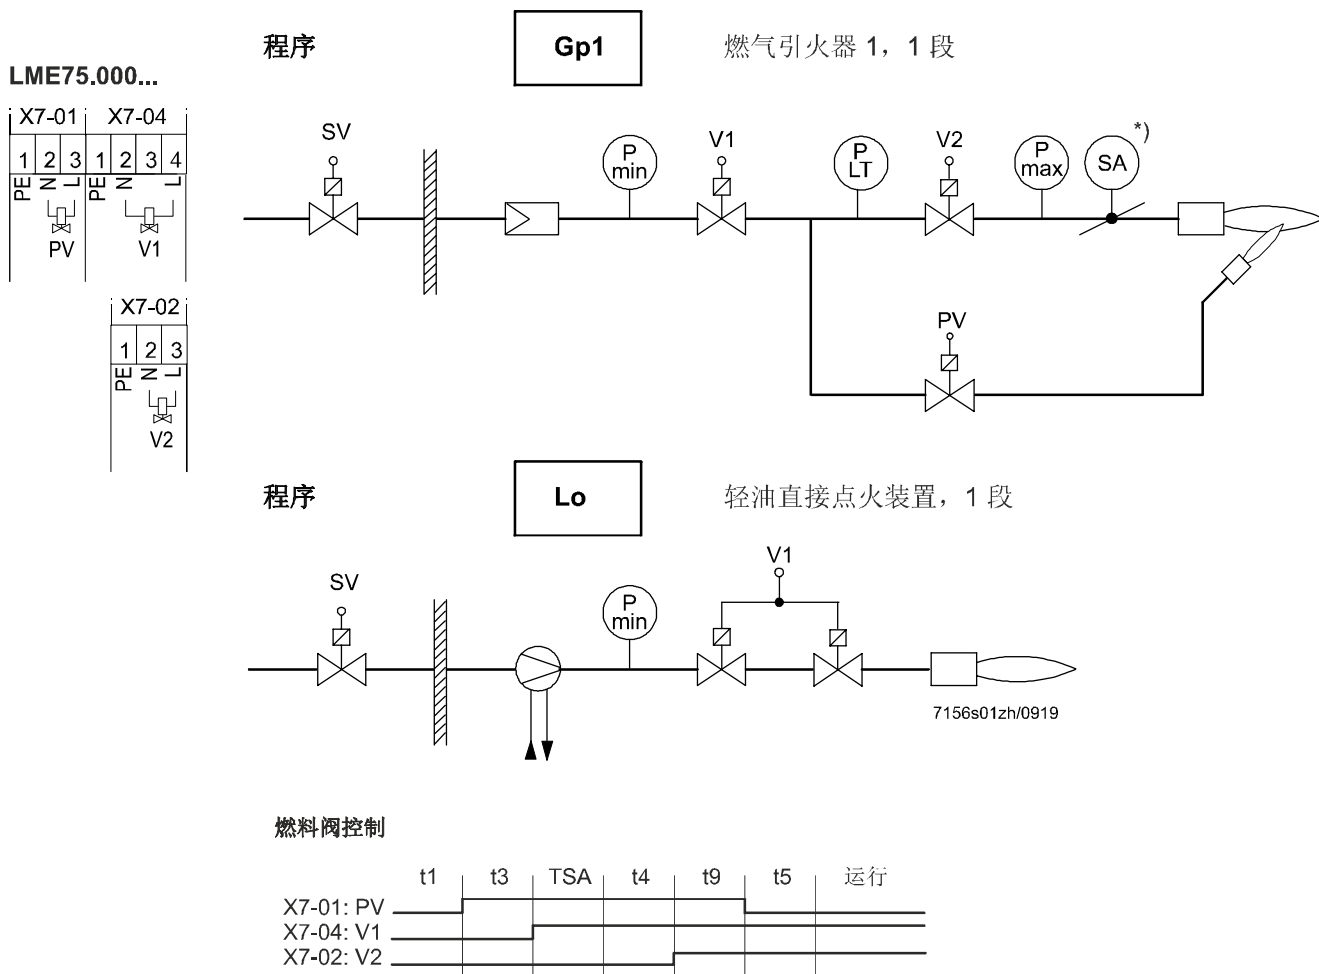 程序
Gp1
燃气引火器 1，1 段
LME75.000...
X7-01 X7-04
1 2 3 1 2 3 4
PE N L PE N L
PV V1
X7-02
1 2 3
PE N L
V2
SV
P min
V1
P LT
V2
P max
SA
*)
PV
程序
Lo
轻油直接点火装置，1 段
SV
P min
V1
7156s01zh/0919
燃料阀控制
t1 t3 TSA t4 t9 t5 运行
X7-01: PV
X7-04: V1
X7-02: V2